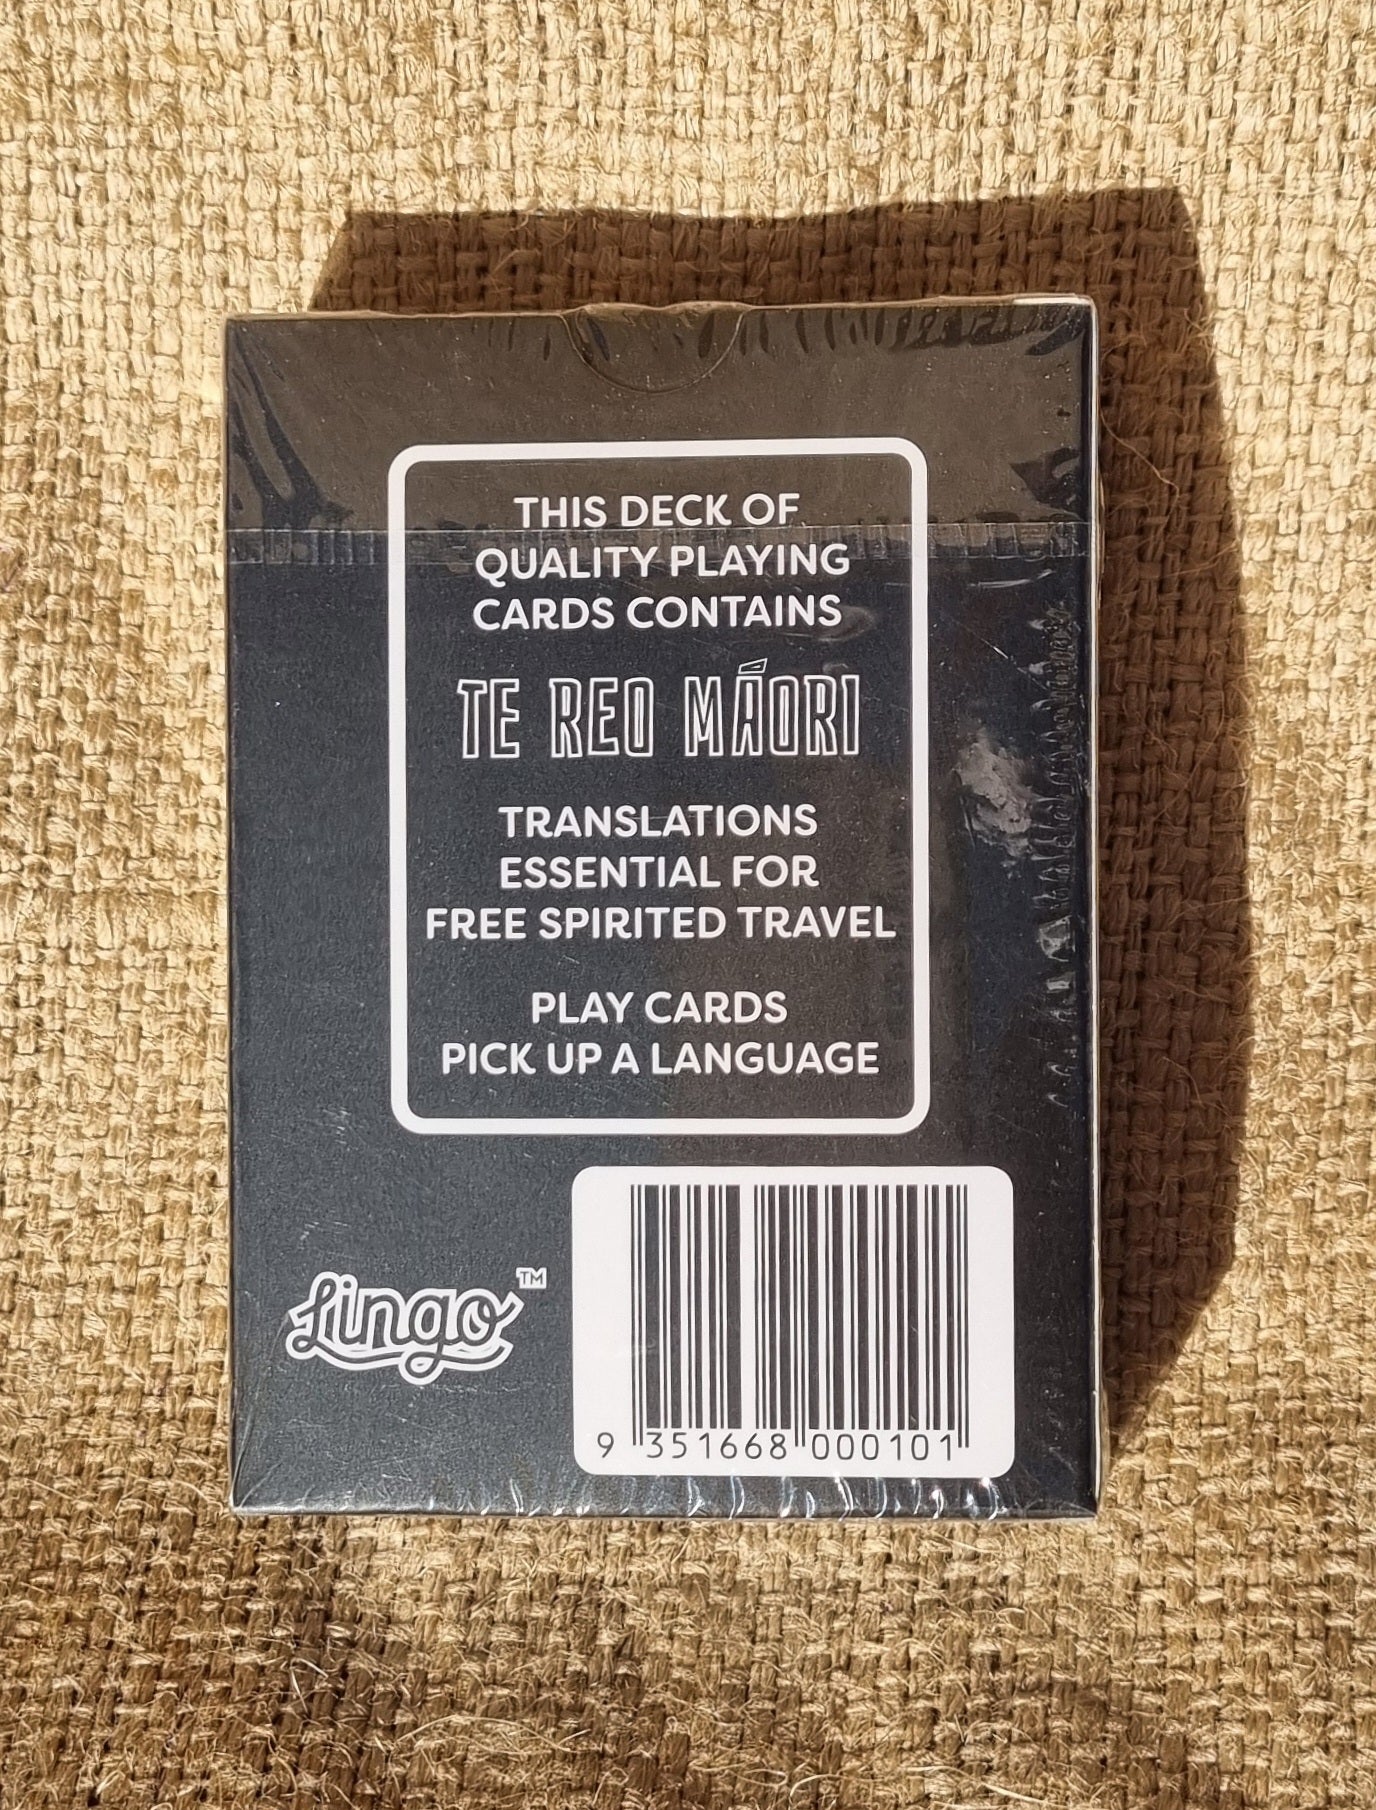 THIS DECK OF
QUALITY PLAYING
CARDS CONTAINS
TE REO MĀORI
TRANSLATIONS
ESSENTIAL FOR
FREE SPIRITED TRAVEL
PLAY CARDS
PICK UP A LANGUAGE
Lingo™
9 351668 000101